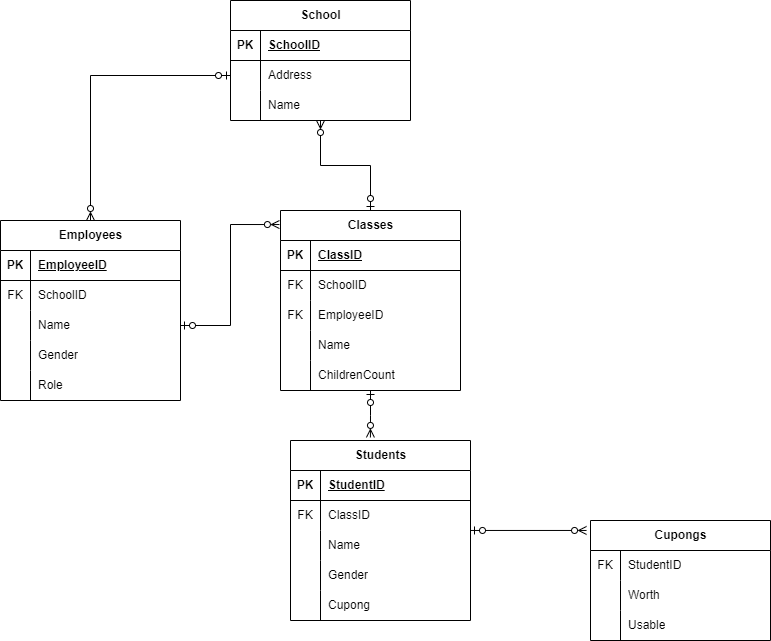 School
PK SchoolID
Address
Name
Employees
PK EmployeeID
FK SchoolID
Name
Gender
Role
Classes
PK ClassID
FK SchoolID
FK EmployeeID
Name
ChildrenCount
Students
PK StudentID
FK ClassID
Name
Gender
Cupong
Cupongs
FK StudentID
Worth
Usable